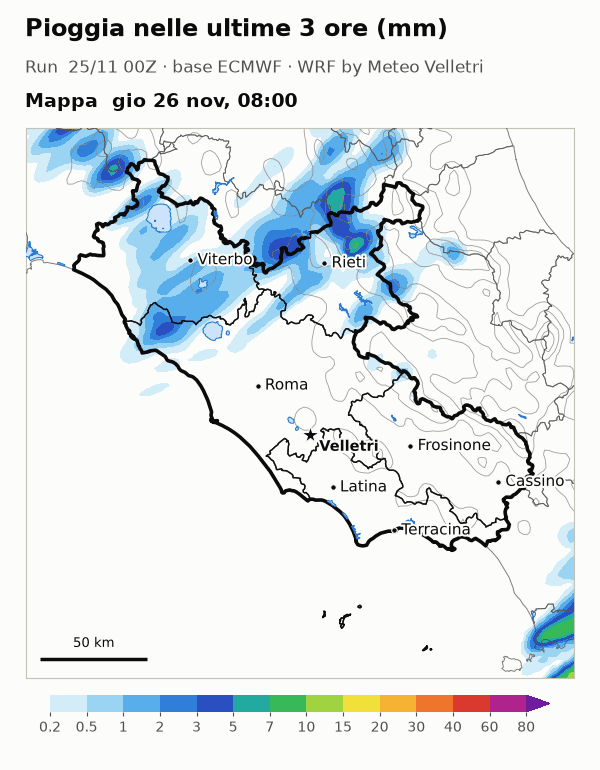 Pioggia nelle ultime 3 ore (mm)
Run 25/11 00Z · base ECMWF · WRF by Meteo Velletri
Mappa gio 26 nov, 08:00
Viterbo
Rieti
Roma
Velletri
Frosinone
Cassino
Latina
Terracina
50 km
0.2 0.5 1 2 3 5 7 10 15 20 30 40 60 80